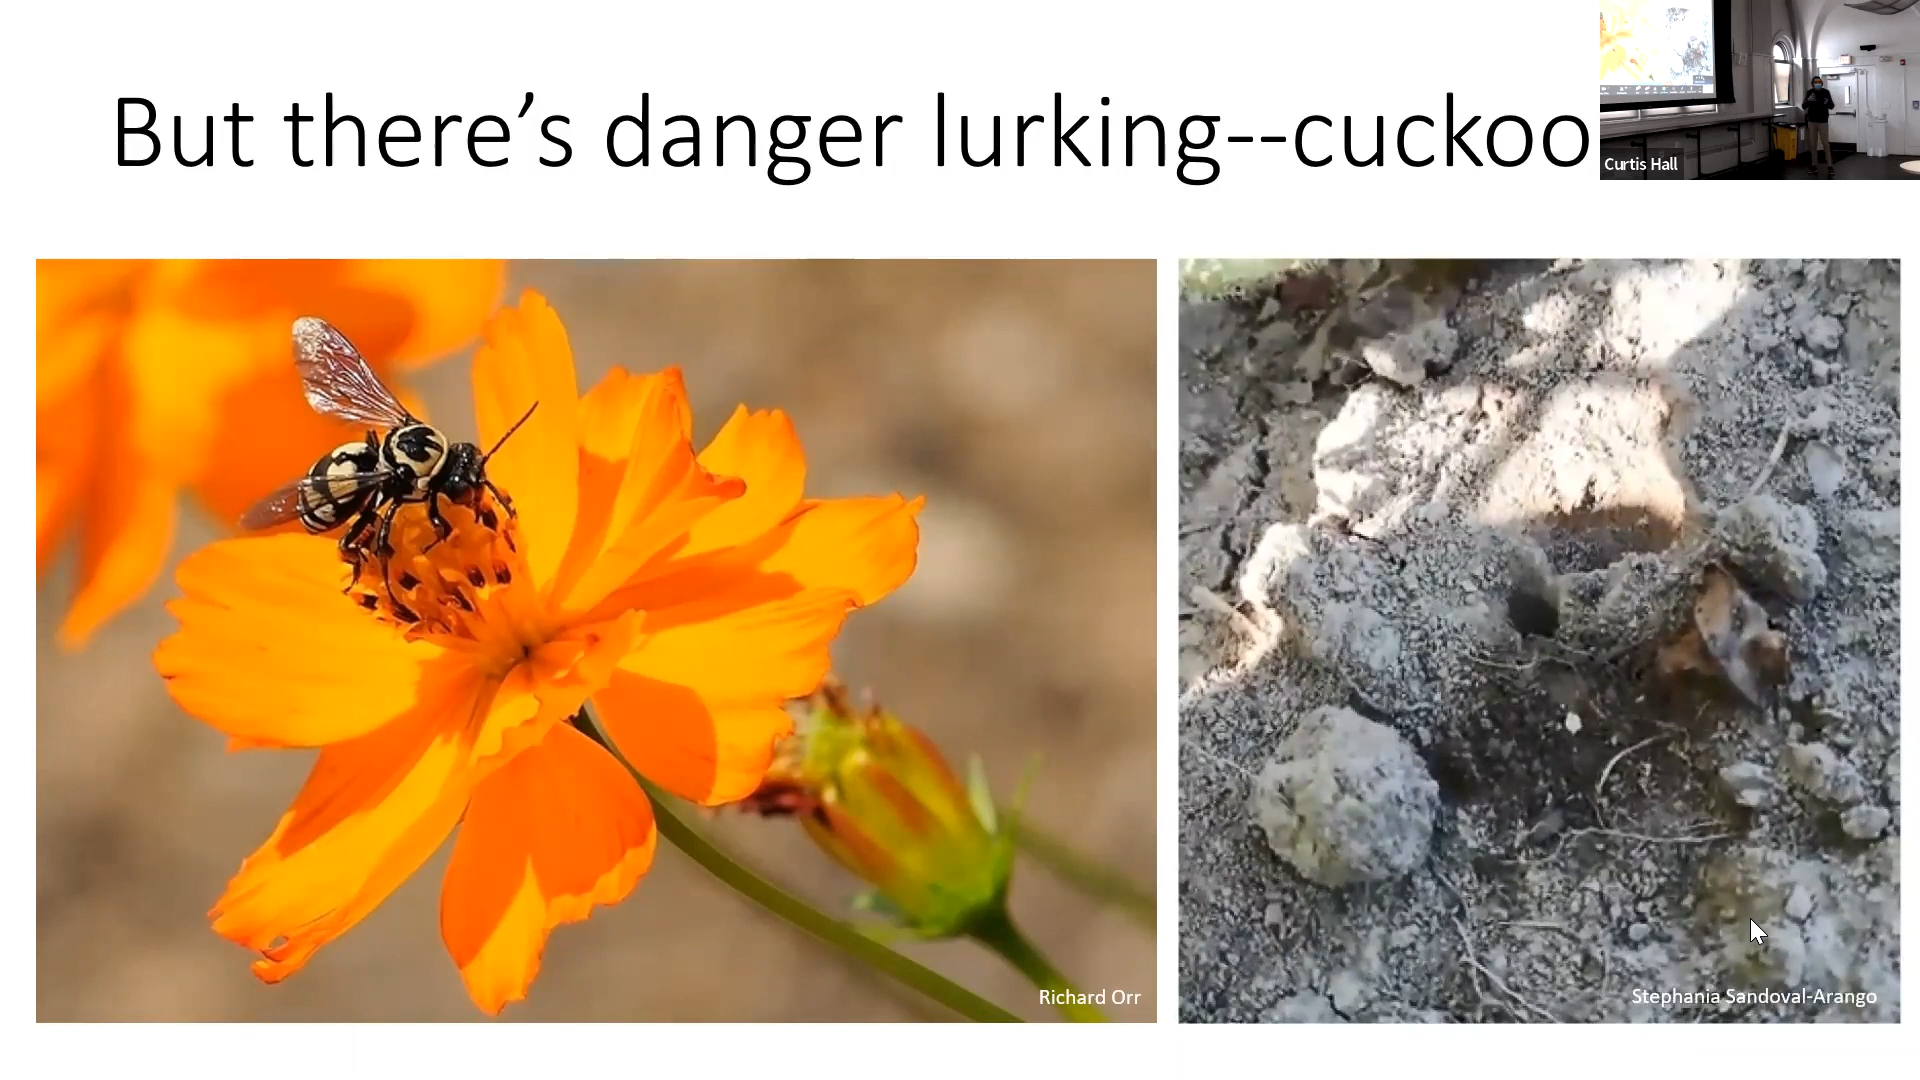 But there’s danger lurking--cuckoo
Curtis Hall
Richard Orr
Stephania Sandoval-Arango